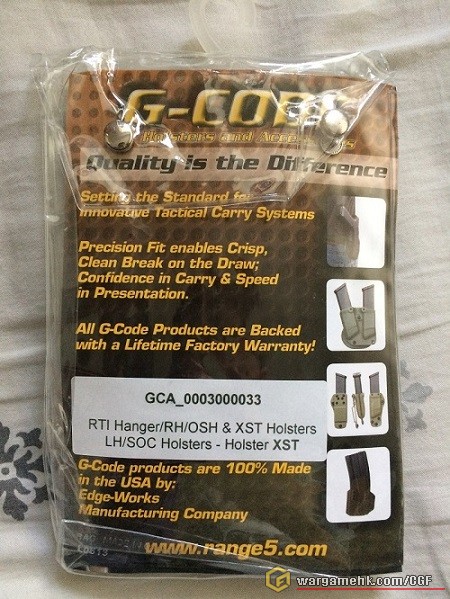 G-CODE
Holsters and Accessories
Quality is the Difference
Setting the Standard for
Innovative Tactical Carry Systems
Precision Fit enables Crisp,
Clean Break on the Draw;
Confidence in Carry & Speed
in Presentation.
All G-Code Products are Backed
with a Lifetime Factory Warranty!
GCA_0003000033
RTI Hanger/RH/OSH & XST Holsters
LH/SOC Holsters - Holster XST
G-Code products are 100% Made
in the USA by:
Edge-Works
Manufacturing Company
www.range5.com
wargamehk.com/CGF